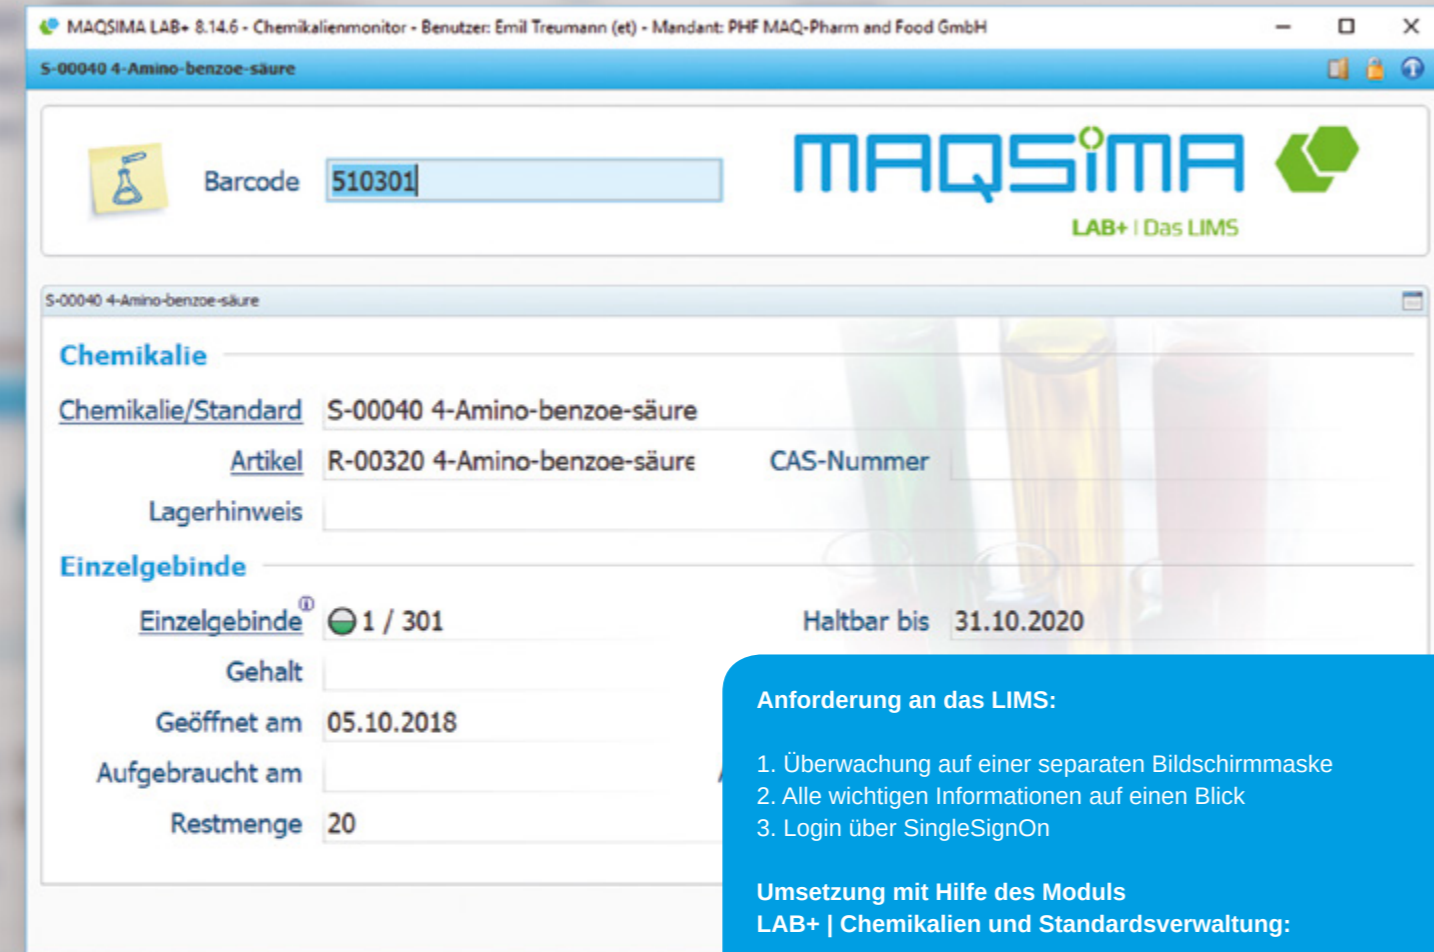 MAQSIMA LAB+ 8.14.6 - Chemikalienmonitor - Benutzer: Emil Treumann (et) - Mandant: PHF MAQ-Pharm and Food GmbH
S-00040 4-Amino-benzoe-säure
Barcode 510301
MAQSIMA
LAB+ | Das LIMS
S-00040 4-Amino-benzoe-säure
Chemikalie
Chemikalie/Standard S-00040 4-Amino-benzoe-säure
Artikel R-00320 4-Amino-benzoe-säure CAS-Nummer
Lagerhinweis
Einzelgebinde
Einzelgebinde 1 / 301 Haltbar bis 31.10.2020
Gehalt
Geöffnet am 05.10.2018
Aufgebraucht am
Restmenge 20
Anforderung an das LIMS:
1. Überwachung auf einer separaten Bildschirmmaske
2. Alle wichtigen Informationen auf einen Blick
3. Login über SingleSignOn
Umsetzung mit Hilfe des Moduls
LAB+ | Chemikalien und Standardsverwaltung: